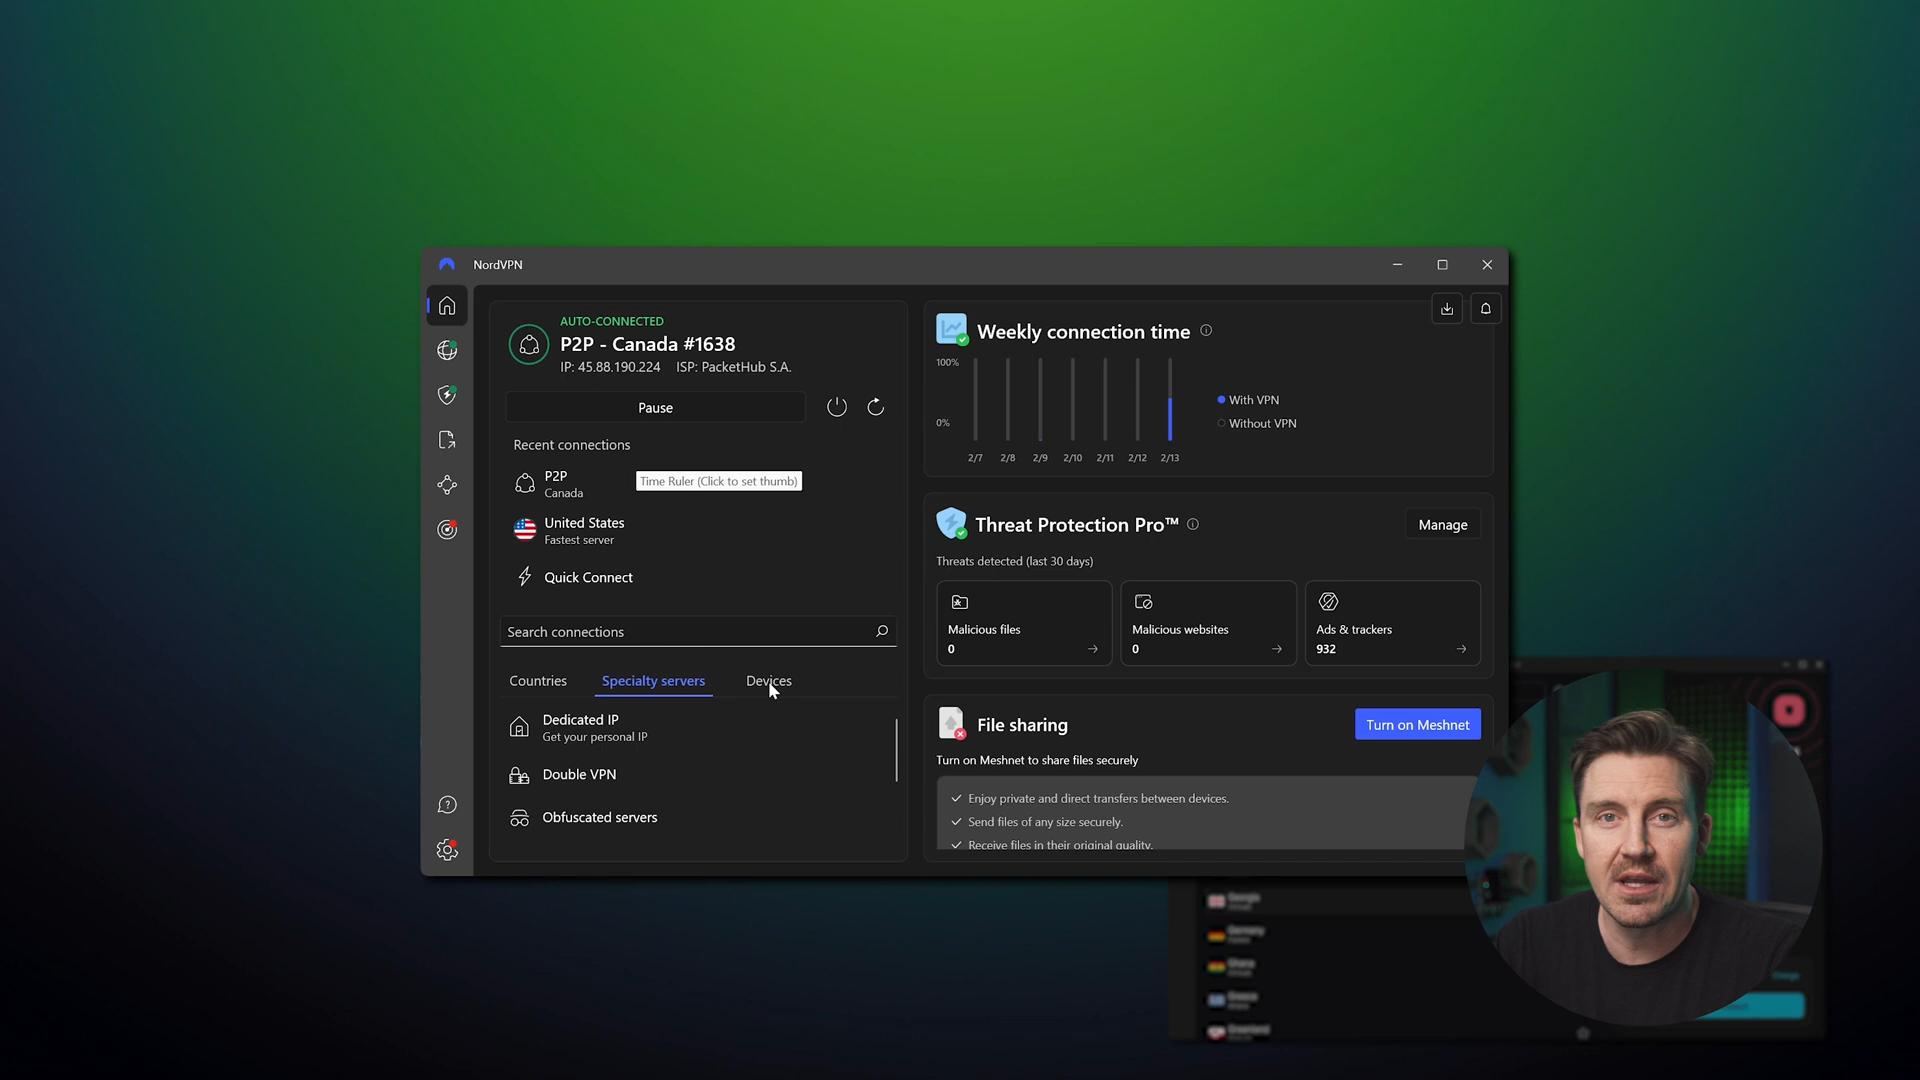 NordVPN
AUTO-CONNECTED
P2P - Canada #1638
IP: 45.88.190.224 ISP: PacketHub S.A.
Pause
Recent connections
P2P
Canada
Time Ruler (Click to set thumb)
United States
Fastest server
Quick Connect
Search connections
Countries
Specialty servers
Devices
Dedicated IP
Get your personal IP
Double VPN
Obfuscated servers
Weekly connection time
100%
0%
2/7
2/8
2/9
2/10
2/11
2/12
2/13
With VPN
Without VPN
Threat Protection Pro™
Manage
Threats detected (last 30 days)
Malicious files
0
Malicious websites
0
Ads & trackers
932
File sharing
Turn on Meshnet
Turn on Meshnet to share files securely
Enjoy private and direct transfers between devices.
Send files of any size securely.
Receive files in their original quality.
Georgia
Germany
Ghana
Greece
Greenland